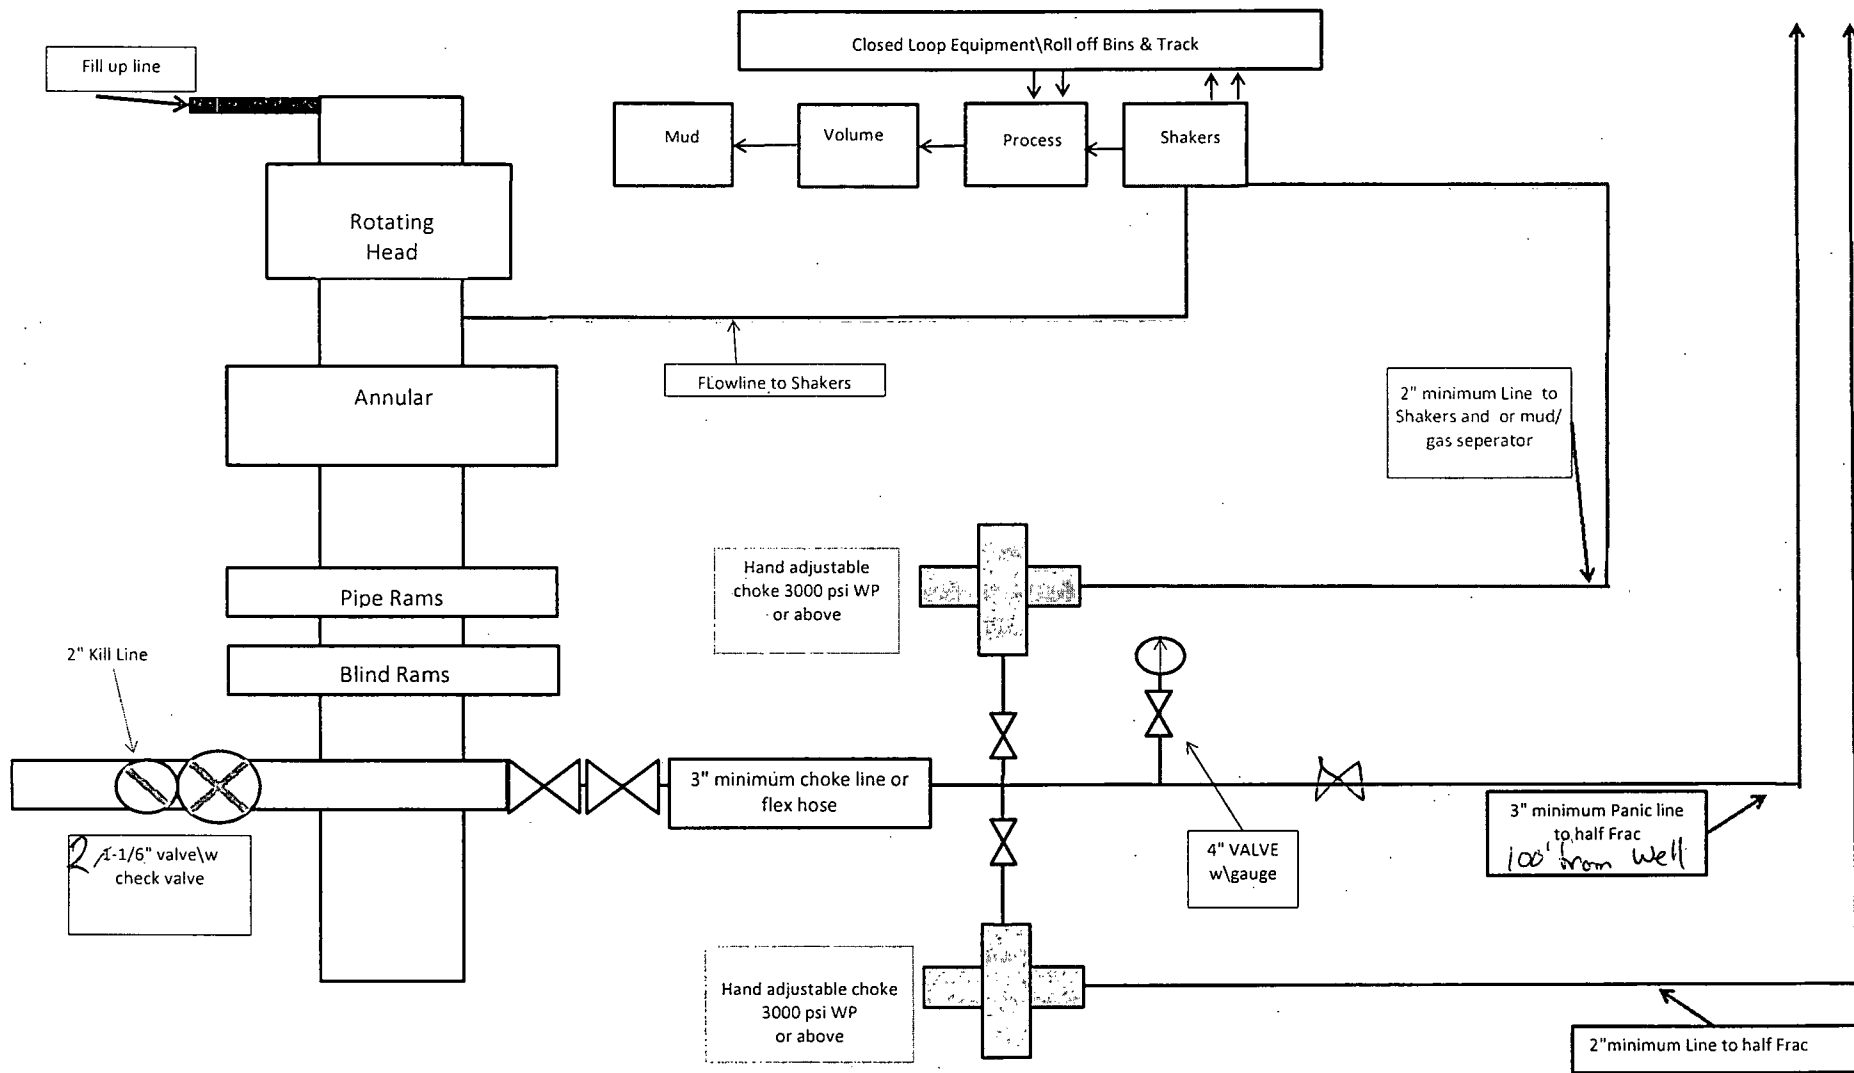 Closed Loop Equipment\Roll off Bins & Track
Fill up line
Mud
Volume
Process
Shakers
Rotating
Head
FLowline to Shakers
Annular
2" minimum Line to
Shakers and or mud/
gas seperator
Hand adjustable
choke 3000 psi WP
or above
Pipe Rams
2" Kill Line
Blind Rams
3" minimum choke line or
flex hose
3" minimum Panic line
to half Frac
100' from well
4" VALVE
w\gauge
2 1-1/6" valve\w
check valve
Hand adjustable choke
3000 psi WP
or above
2"minimum Line to half Frac